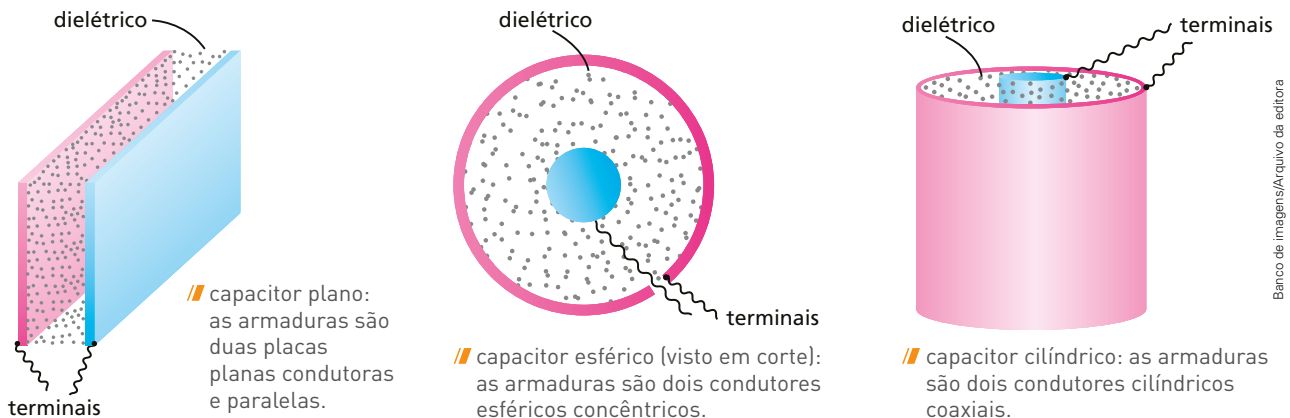 dielétrico
terminais
capacitor plano:
as armaduras são
duas placas
planas condutoras
e paralelas.
dielétrico
terminais
capacitor esférico (visto em corte):
as armaduras são dois condutores
esféricos concêntricos.
dielétrico
terminais
capacitor cilíndrico: as armaduras
são dois condutores cilíndricos
coaxiais.
Banco de imagens/Arquivo da editora